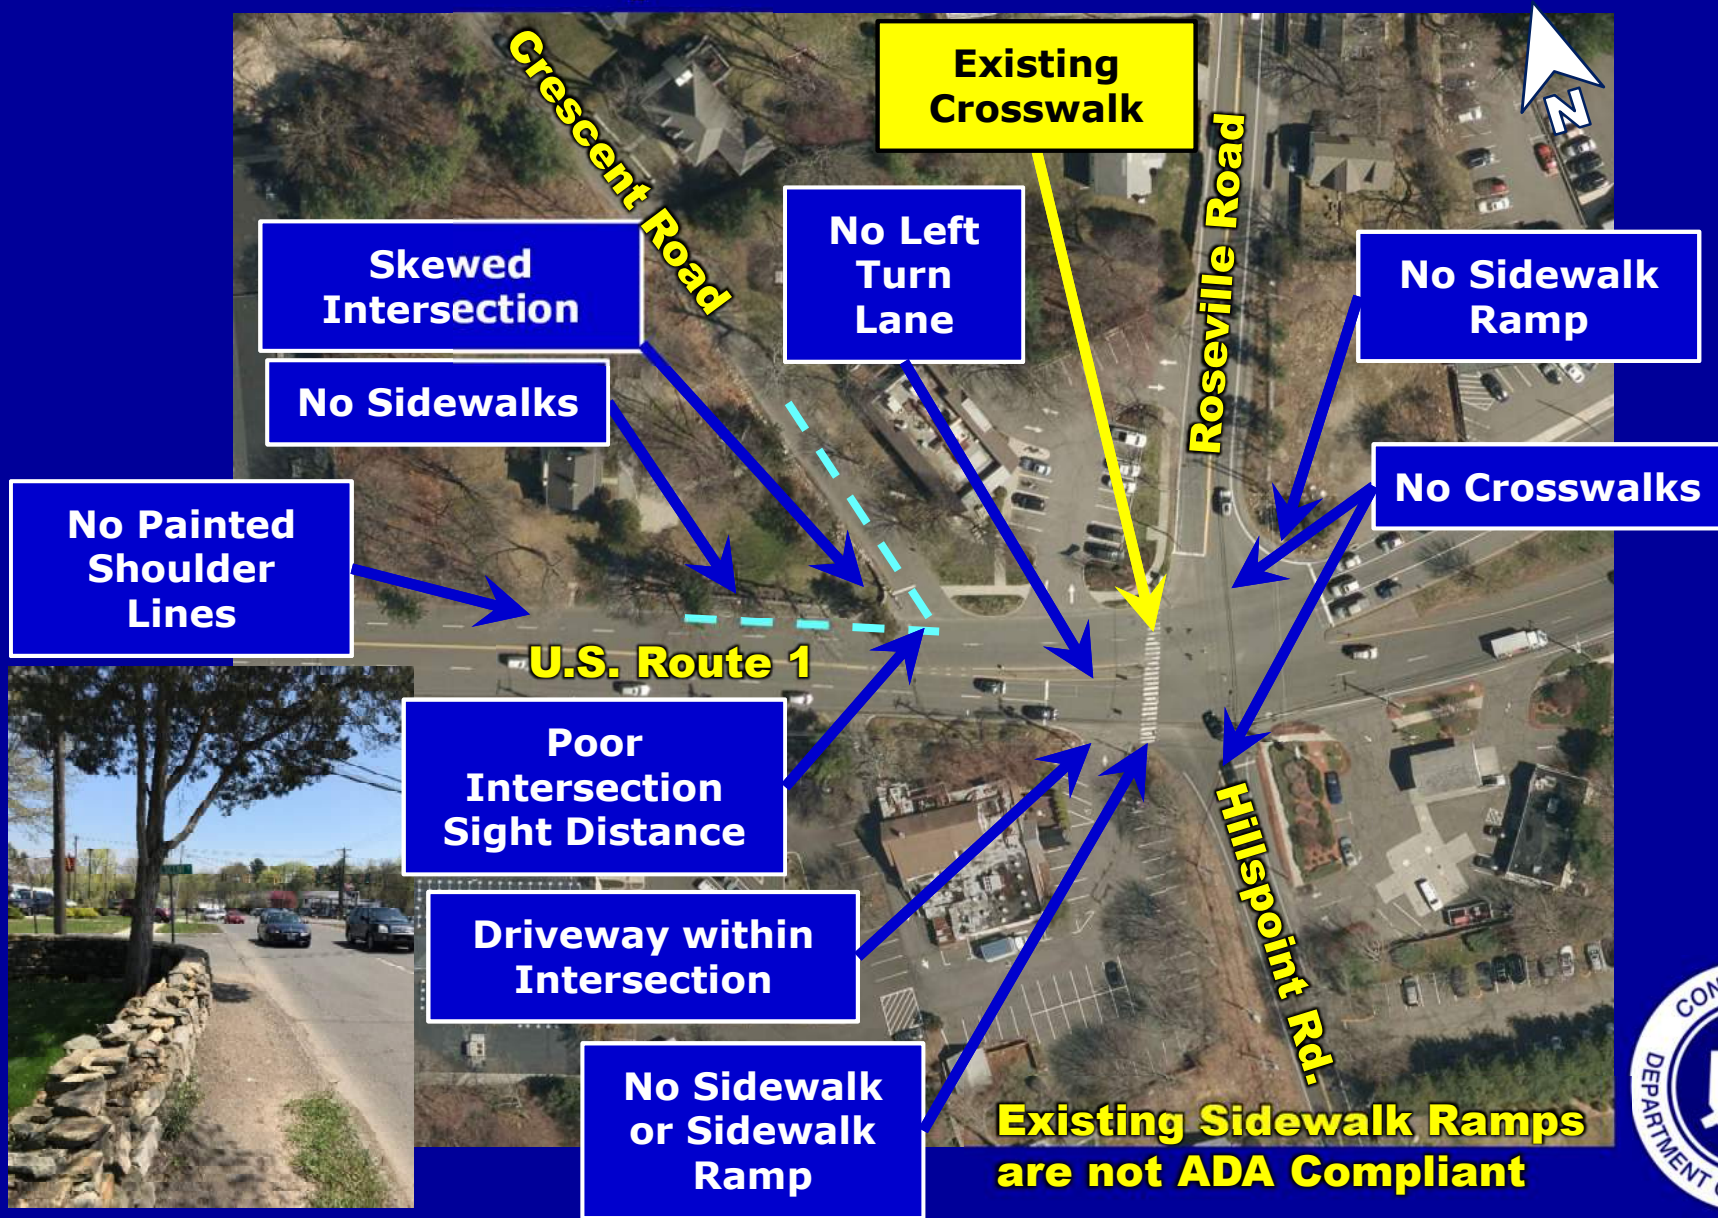 Existing
Crosswalk
N
Crescent Road
Roseville Road
No Left
Turn
Lane
Skewed
Intersection
No Sidewalk
Ramp
No Sidewalks
No Crosswalks
No Painted
Shoulder
Lines
U.S. Route 1
Poor
Intersection
Sight Distance
Hillspoint Rd.
Driveway within
Intersection
No Sidewalk
or Sidewalk
Ramp
Existing Sidewalk Ramps
are not ADA Compliant
CON
DEPARTMENT O